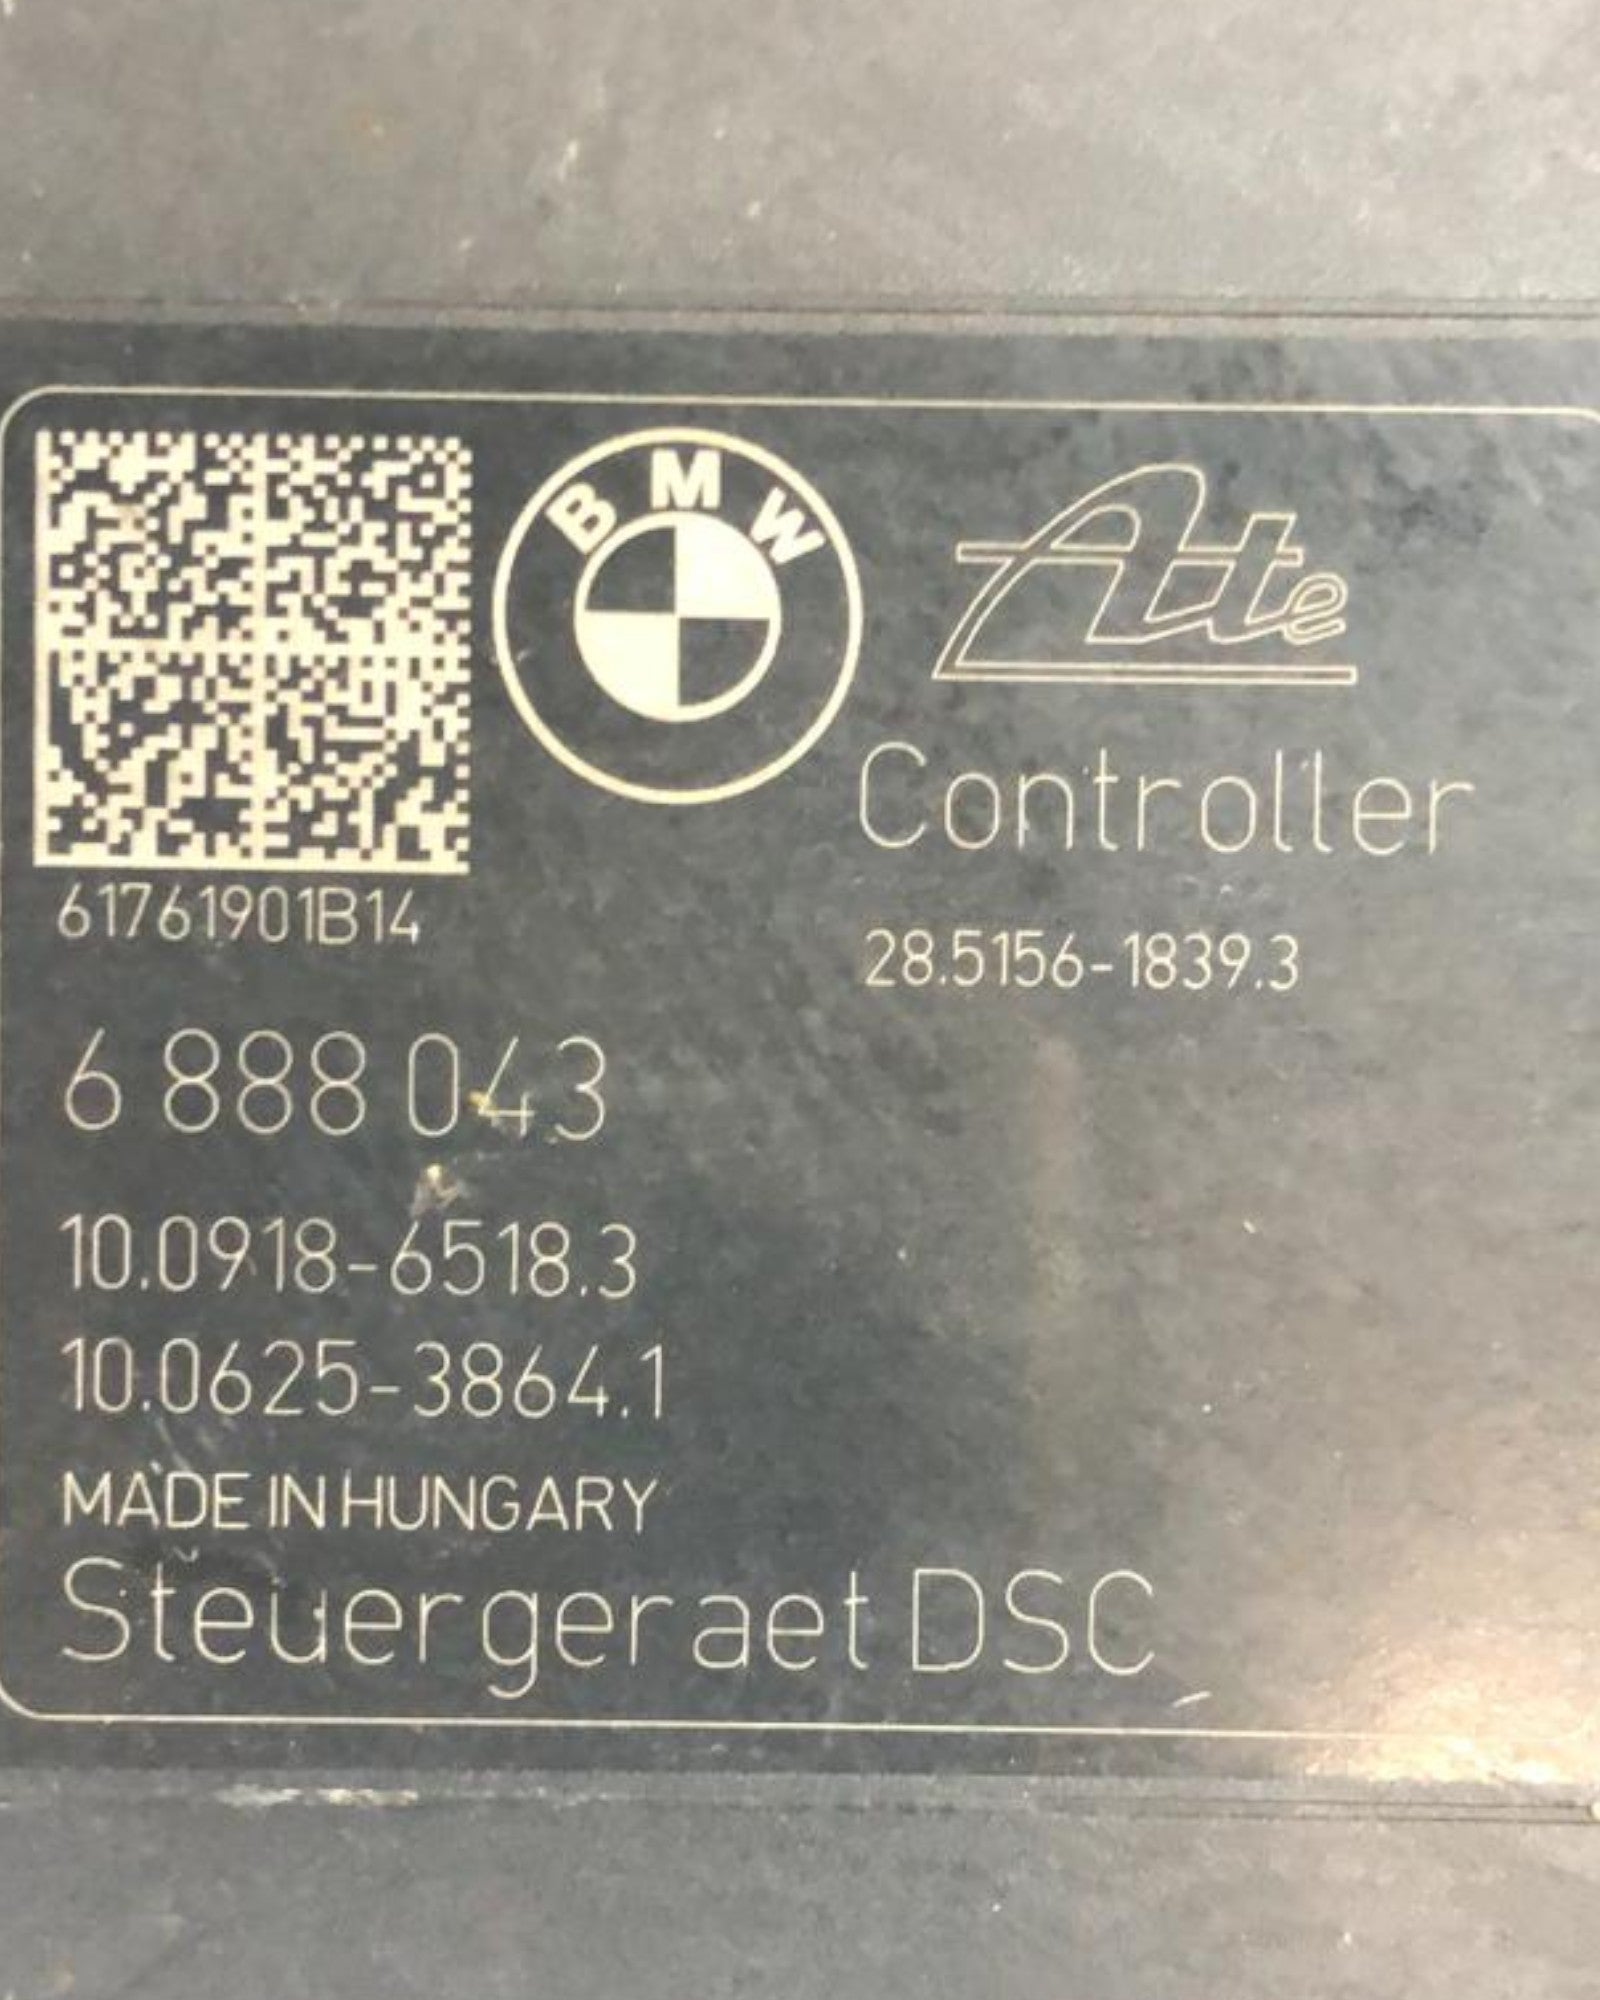 BMW
Ate
Controller
61761901B14
28.5156-1839.3
6 888 043
10.0918-6518.3
10.0625-3864.1
MADE IN HUNGARY
Steuergeraet DSC